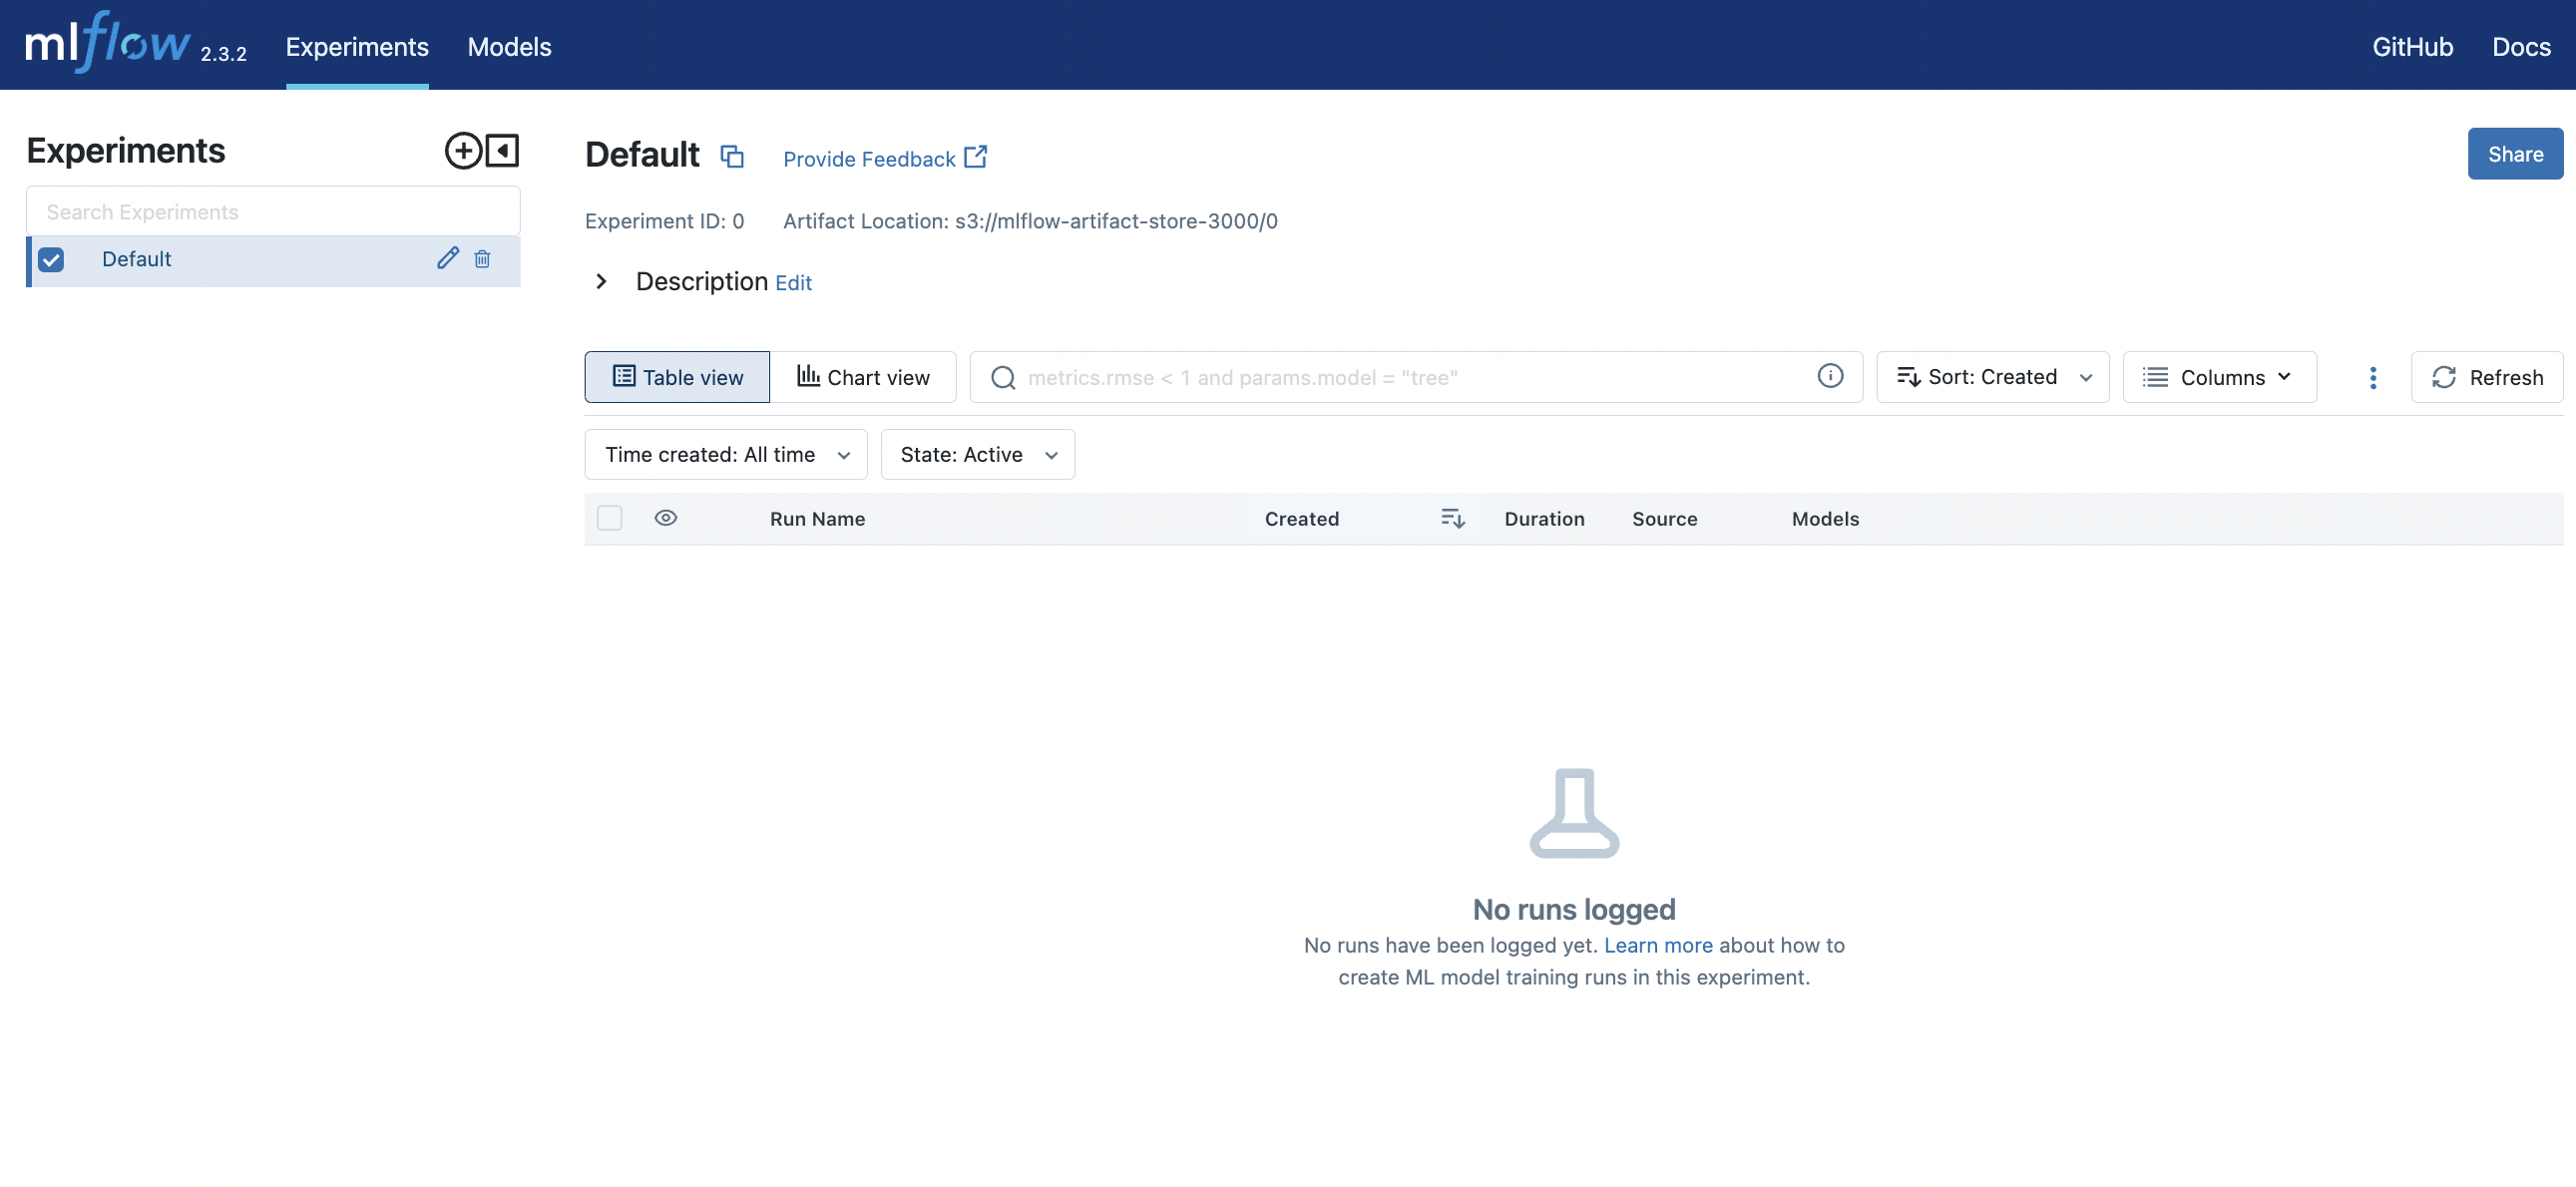 mlflow 2.3.2 Experiments Models GitHub Docs
Experiments
Search Experiments
Default
Default Provide Feedback Share
Experiment ID: 0 Artifact Location: s3://mlflow-artifact-store-3000/0
Description Edit
Table view Chart view metrics.rmse < 1 and params.model = "tree" Sort: Created Columns Refresh
Time created: All time State: Active
Run Name Created Duration Source Models
No runs logged
No runs have been logged yet. Learn more about how to
create ML model training runs in this experiment.